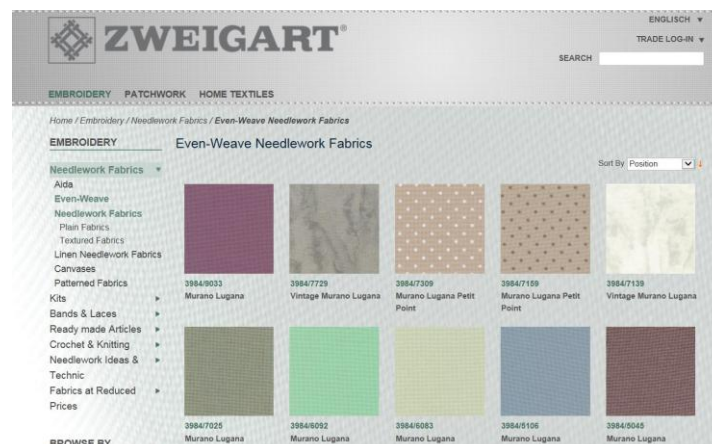 ZWEIGART®
ENGLISCH
TRADE LOG-IN
SEARCH
EMBROIDERY PATCHWORK HOME TEXTILES
Home / Embroidery / Needlework Fabrics / Even-Weave Needlework Fabrics
EMBROIDERY
Needlework Fabrics
Aida
Even-Weave
Needlework Fabrics
Plain Fabrics
Textured Fabrics
Linen Needlework Fabrics
Canvases
Patterned Fabrics
Kits
Bands & Laces
Ready made Articles
Crochet & Knitting
Needlework Ideas &
Technic
Fabrics at Reduced
Prices
BROWSE BY
Even-Weave Needlework Fabrics
Sort By Position
3984/9033
Murano Lugana
3984/7729
Vintage Murano Lugana
3984/7309
Murano Lugana Petit
Point
3984/7159
Murano Lugana Petit
Point
3984/7139
Vintage Murano Lugana
3984/7025
Murano Lugana
3984/6092
Murano Lugana
3984/6083
Murano Lugana
3984/5106
Murano Lugana
3984/5045
Murano Lugana